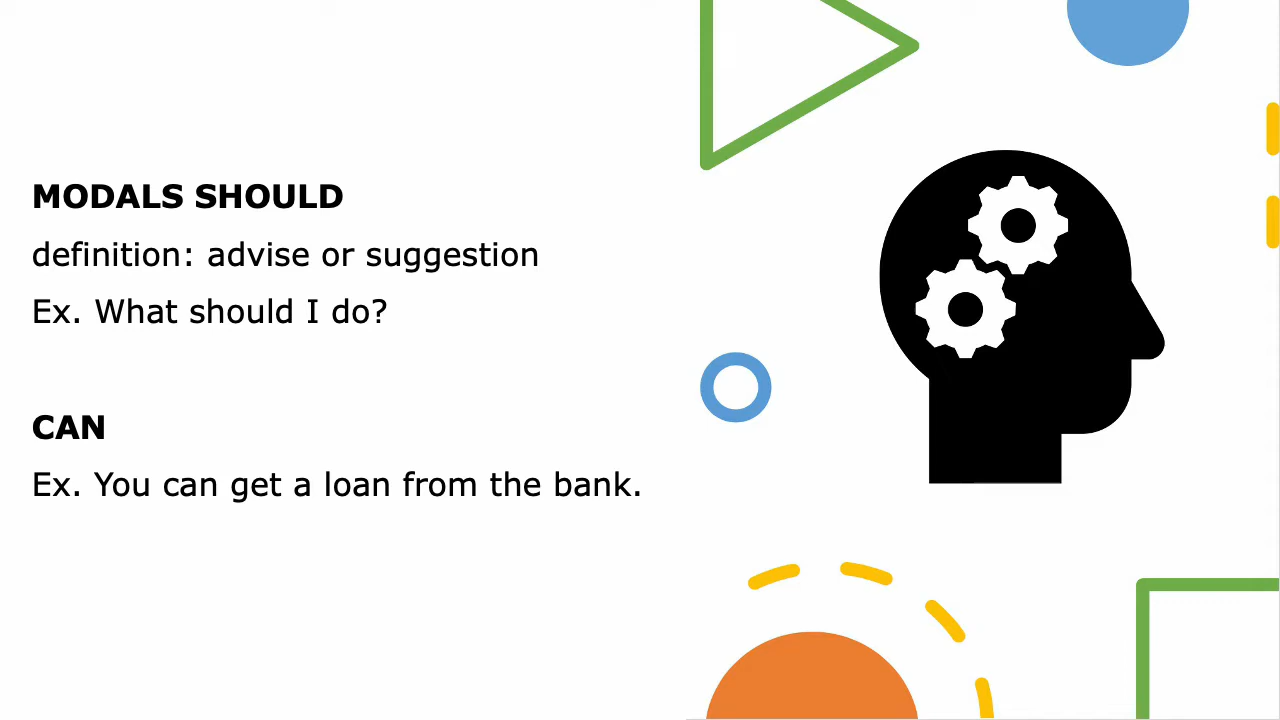 MODALS SHOULD
definition: advise or suggestion
Ex. What should I do?
CAN
Ex. You can get a loan from the bank.